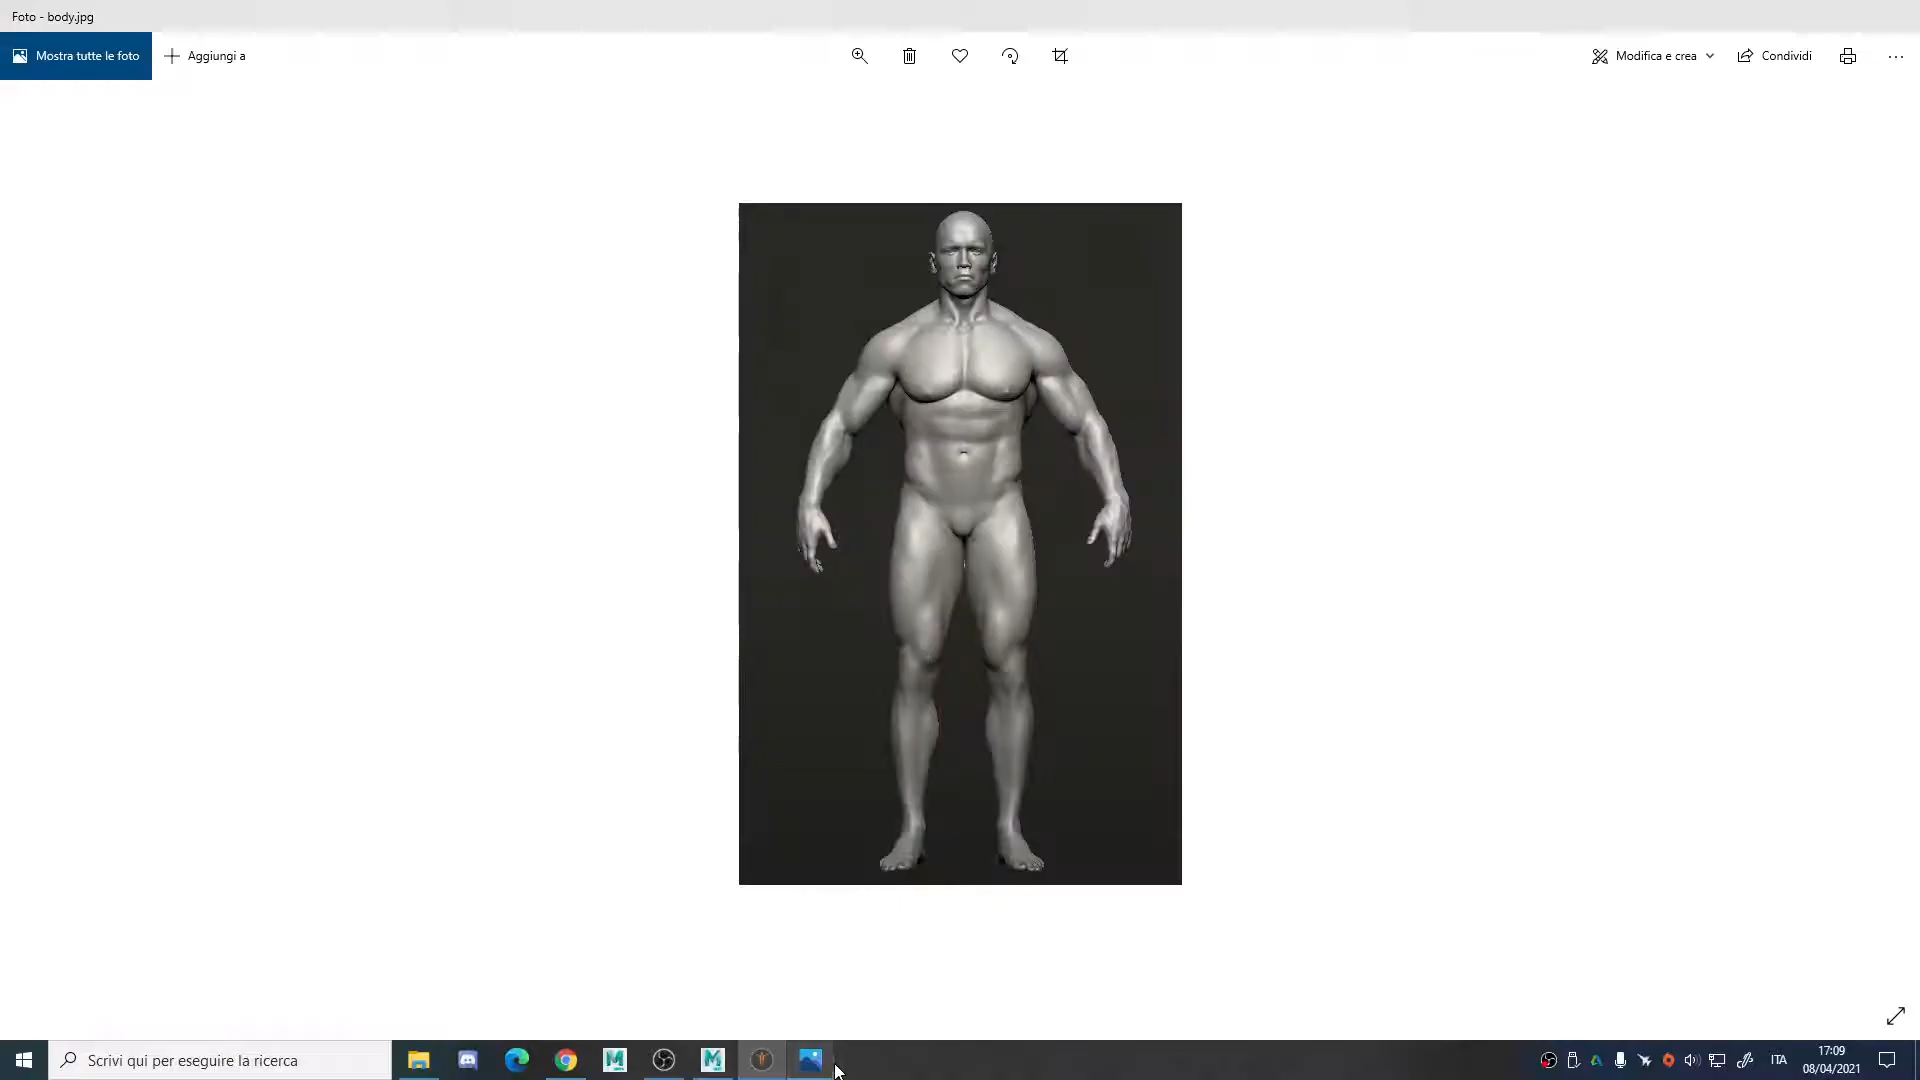 Foto - body.jpg
Mostra tutte le foto
Aggiungi a
Modifica e crea
Condividi
Scrivi qui per eseguire la ricerca
ITA
17:09
08/04/2021